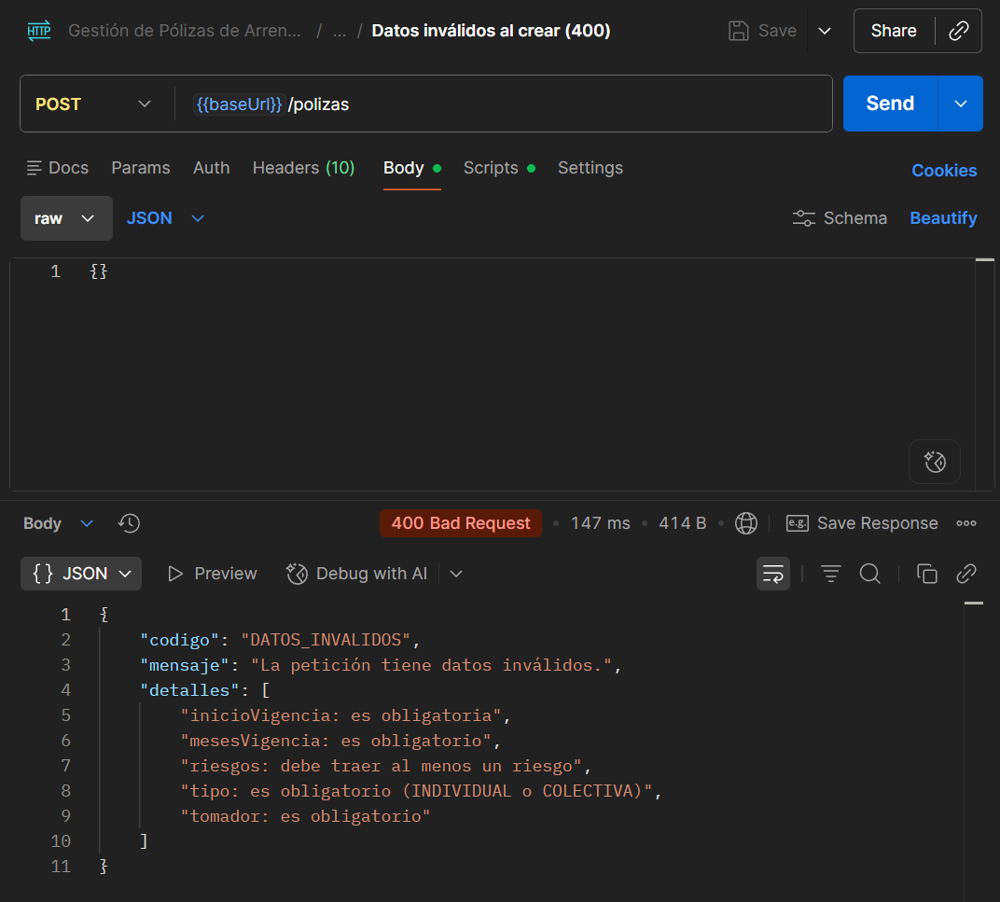 HTTP Gestión de Pólizas de Arren... / ... / Datos inválidos al crear (400) Save Share
POST {{baseUrl}} /polizas Send
Docs Params Auth Headers (10) Body Scripts Settings Cookies
raw JSON Schema Beautify
1 {}
Body 400 Bad Request 147 ms 414 B e.g. Save Response
{} JSON Preview Debug with AI
1 {
2 "codigo": "DATOS_INVALIDOS",
3 "mensaje": "La petición tiene datos inválidos.",
4 "detalles": [
5 "inicioVigencia: es obligatoria",
6 "mesesVigencia: es obligatorio",
7 "riesgos: debe traer al menos un riesgo",
8 "tipo: es obligatorio (INDIVIDUAL o COLECTIVA)",
9 "tomador: es obligatorio"
10 ]
11 }